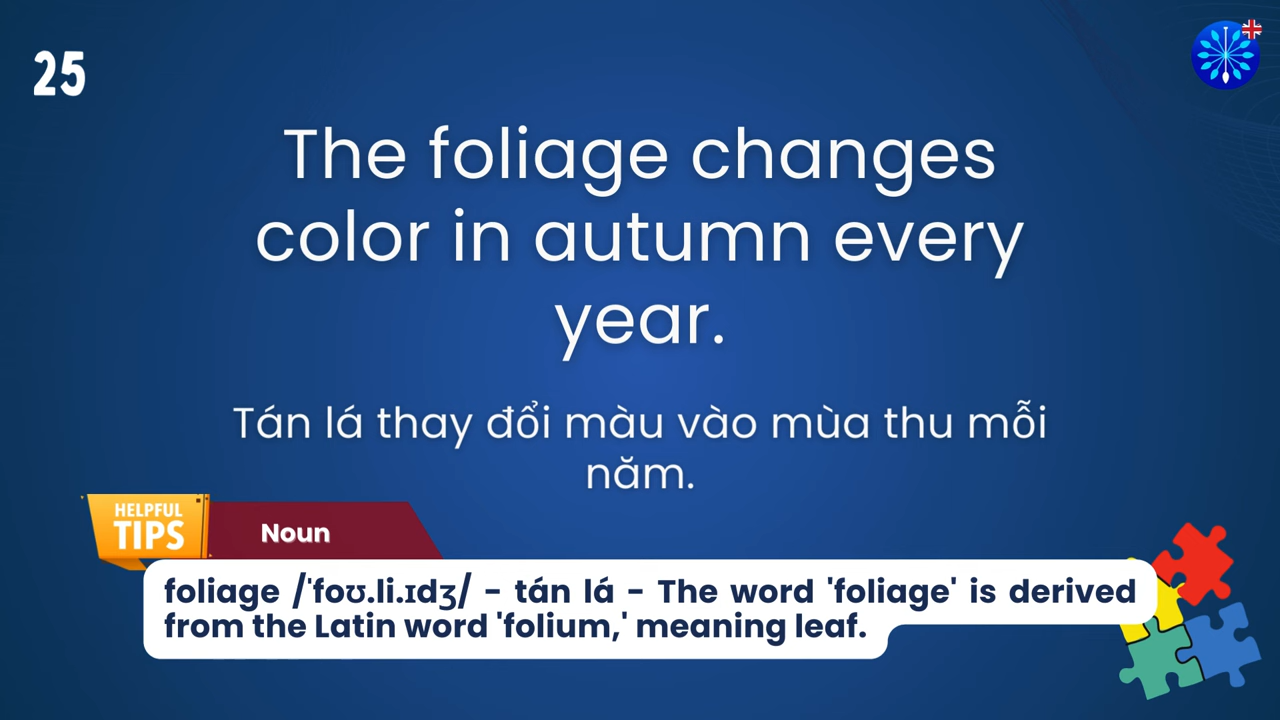 25
The foliage changes
color in autumn every
year.
Tán lá thay đổi màu vào mùa thu mỗi
năm.
HELPFUL
TIPS
Noun
foliage /ˈfoʊ.li.ɪdʒ/ - tán lá - The word 'foliage' is derived
from the Latin word 'folium,' meaning leaf.